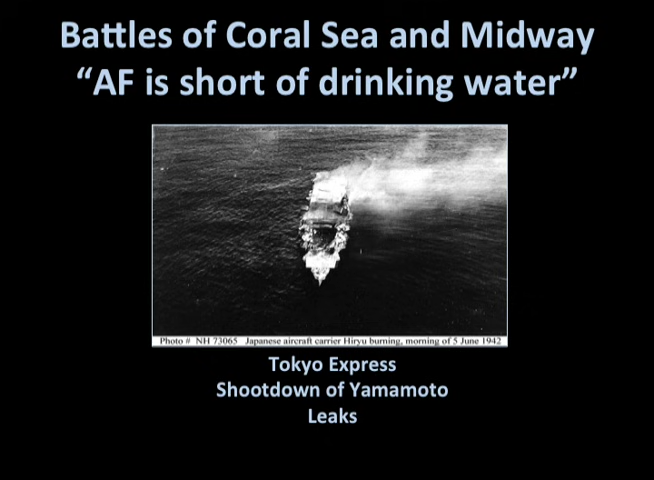 Battles of Coral Sea and Midway
“AF is short of drinking water”
Photo # NH 73065 Japanese aircraft carrier Hiryu burning, morning of 5 June 1942
Tokyo Express
Shootdown of Yamamoto
Leaks